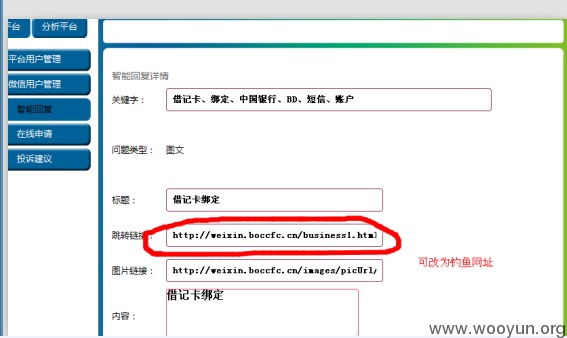 平台 分析平台
平台用户管理
微信用户管理
智能回复
在线申请
投诉建议
智能回复详情
关键字： 借记卡、绑定、中国银行、BD、短信、账户
问题类型： 图文
标题： 借记卡绑定
跳转链接： http://weixin.boccfc.cn/business1.html
图片链接： http://weixin.boccfc.cn/images/picUrl/
可改为钓鱼网址
内容： 借记卡绑定
www.wooyun.org